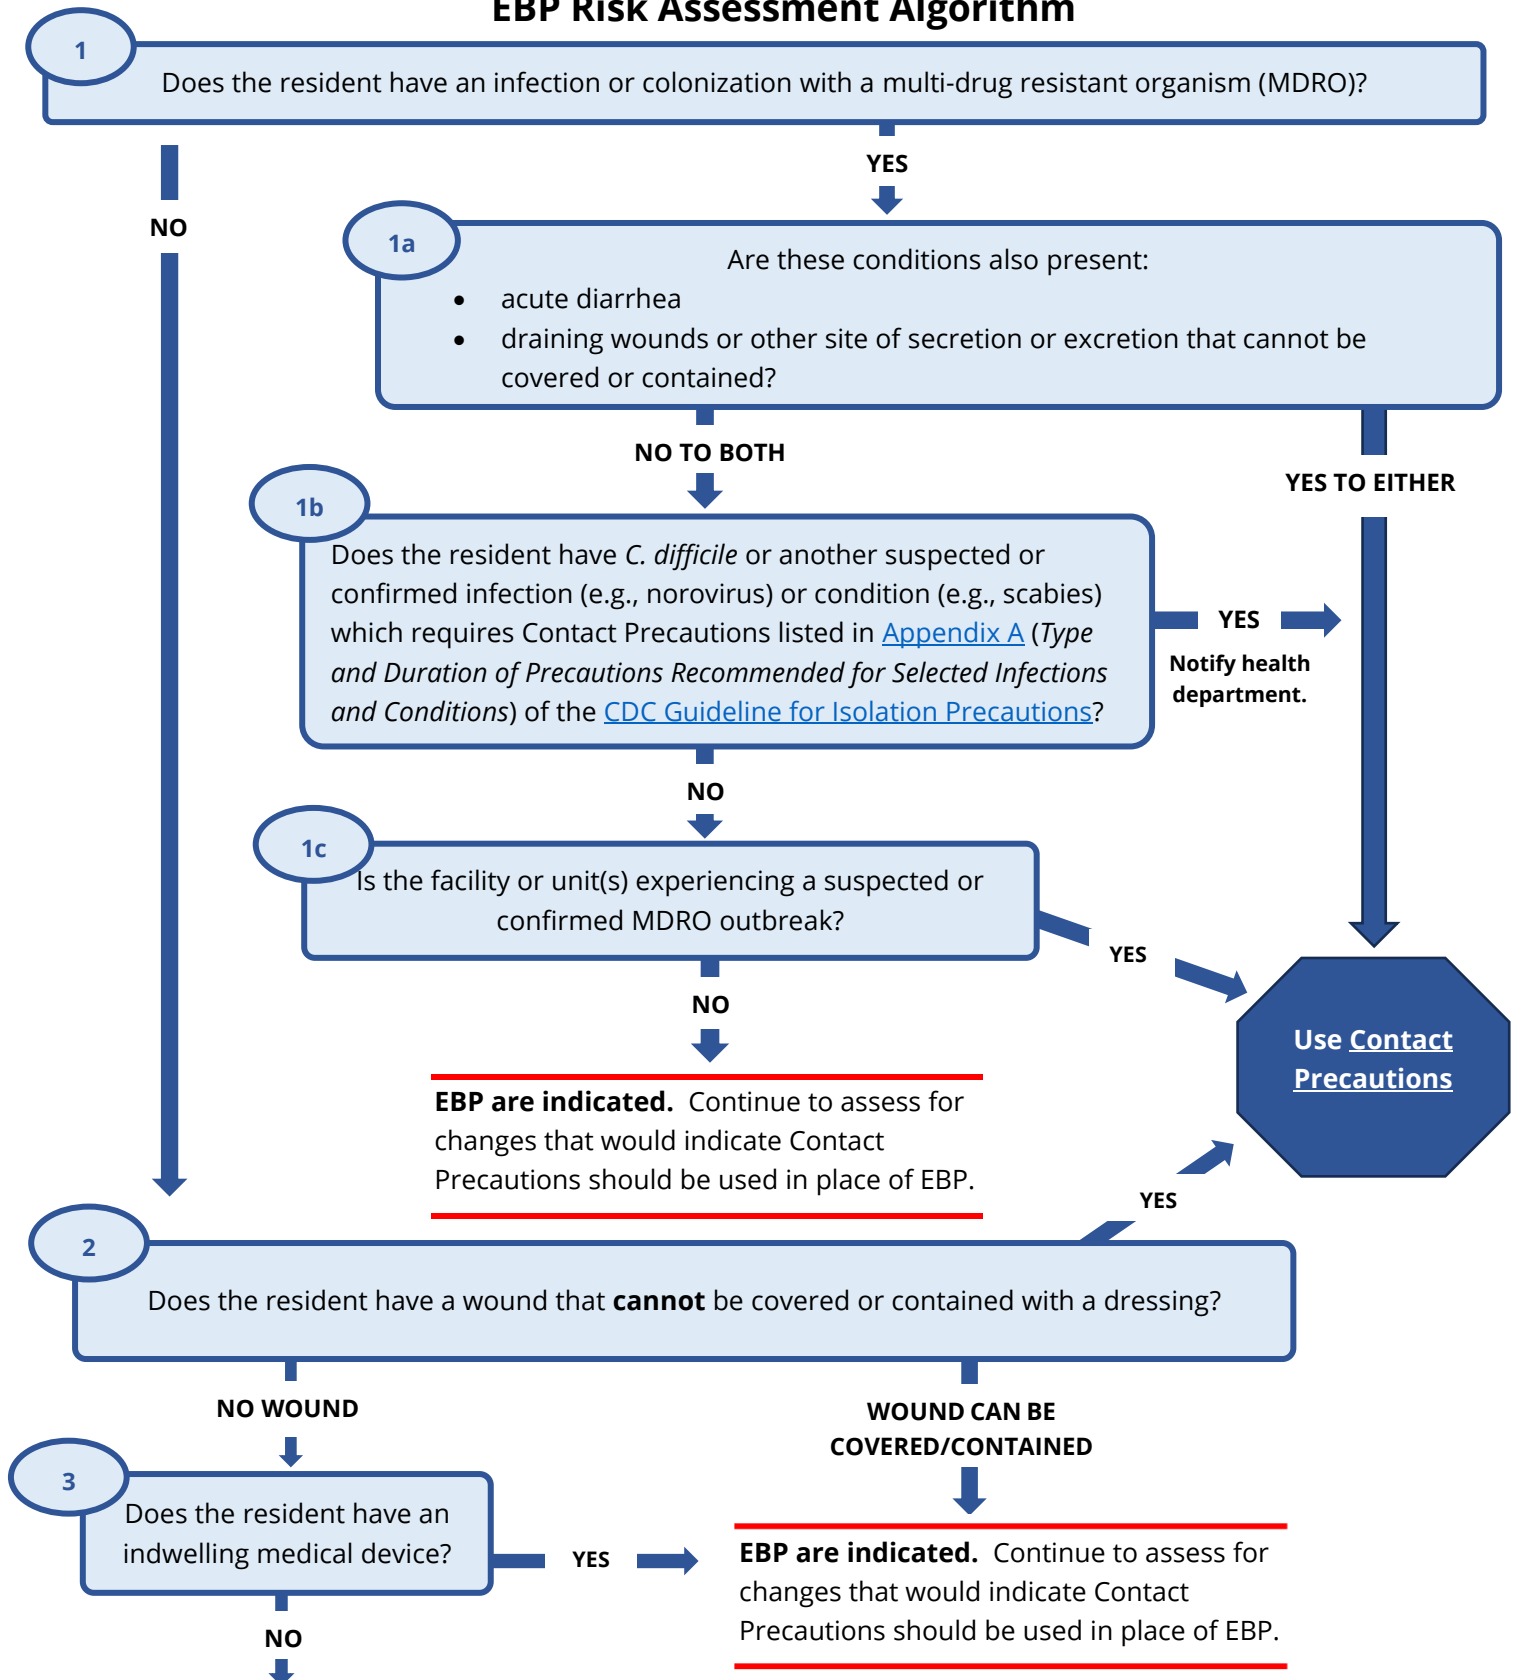 EBP Risk Assessment Algorithm
1
Does the resident have an infection or colonization with a multi-drug resistant organism (MDRO)?
YES
NO
1a
Are these conditions also present:
• acute diarrhea
• draining wounds or other site of secretion or excretion that cannot be
covered or contained?
NO TO BOTH
YES TO EITHER
1b
Does the resident have C. difficile or another suspected or
confirmed infection (e.g., norovirus) or condition (e.g., scabies)
which requires Contact Precautions listed in Appendix A (Type
and Duration of Precautions Recommended for Selected Infections
and Conditions) of the CDC Guideline for Isolation Precautions?
YES
Notify health
department.
NO
1c
Is the facility or unit(s) experiencing a suspected or
confirmed MDRO outbreak?
YES
NO
Use Contact
Precautions
EBP are indicated. Continue to assess for
changes that would indicate Contact
Precautions should be used in place of EBP.
YES
2
Does the resident have a wound that cannot be covered or contained with a dressing?
NO WOUND
WOUND CAN BE
COVERED/CONTAINED
3
Does the resident have an
indwelling medical device?
YES
EBP are indicated. Continue to assess for
changes that would indicate Contact
Precautions should be used in place of EBP.
NO